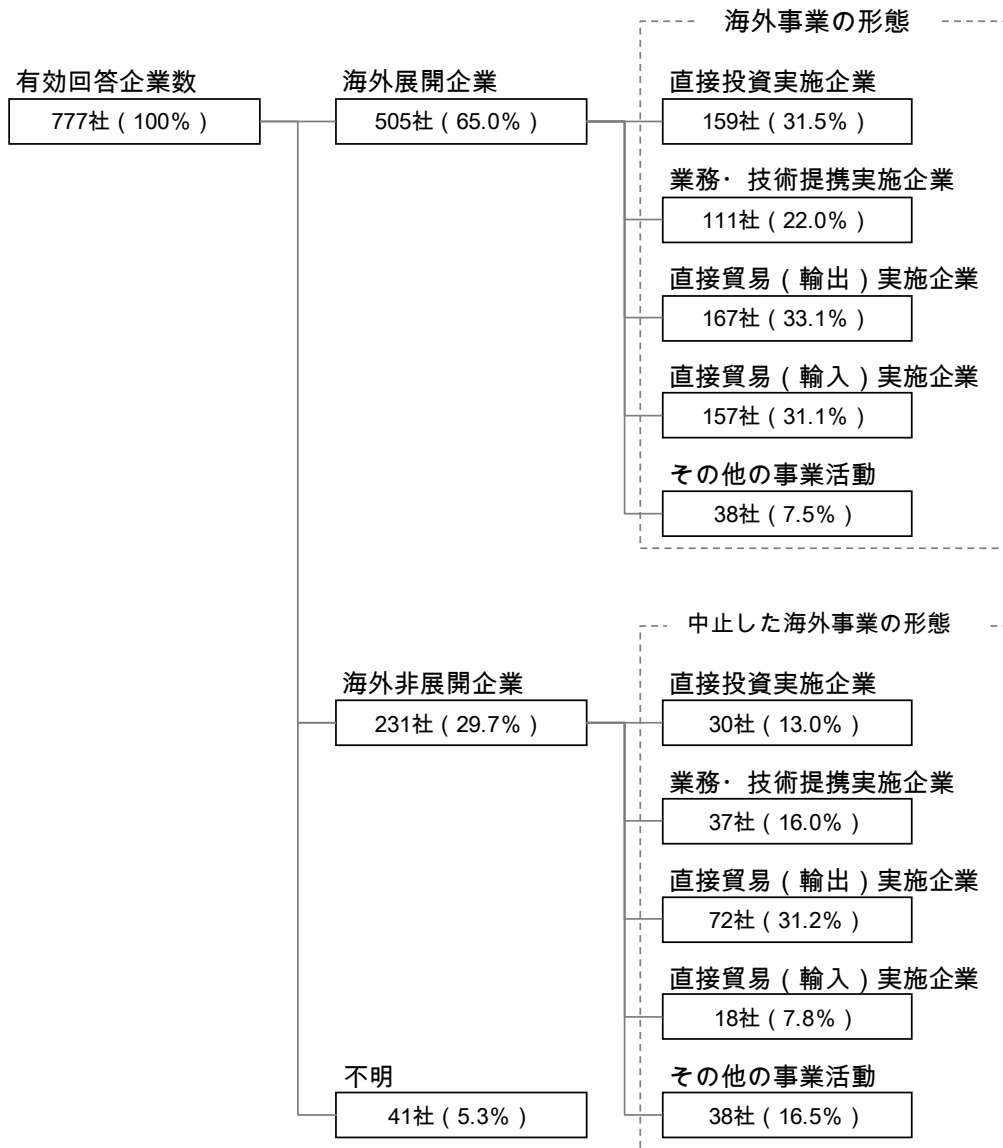 海外事業の形態
有効回答企業数
777社(100%)
海外展開企業
505社(65.0%)
直接投資実施企業
159社(31.5%)
業務・技術提携実施企業
111社(22.0%)
直接貿易(輸出)実施企業
167社(33.1%)
直接貿易(輸入)実施企業
157社(31.1%)
その他の事業活動
38社(7.5%)
中止した海外事業の形態
海外非展開企業
231社(29.7%)
直接投資実施企業
30社(13.0%)
業務・技術提携実施企業
37社(16.0%)
直接貿易(輸出)実施企業
72社(31.2%)
直接貿易(輸入)実施企業
18社(7.8%)
不明
41社(5.3%)
その他の事業活動
38社(16.5%)